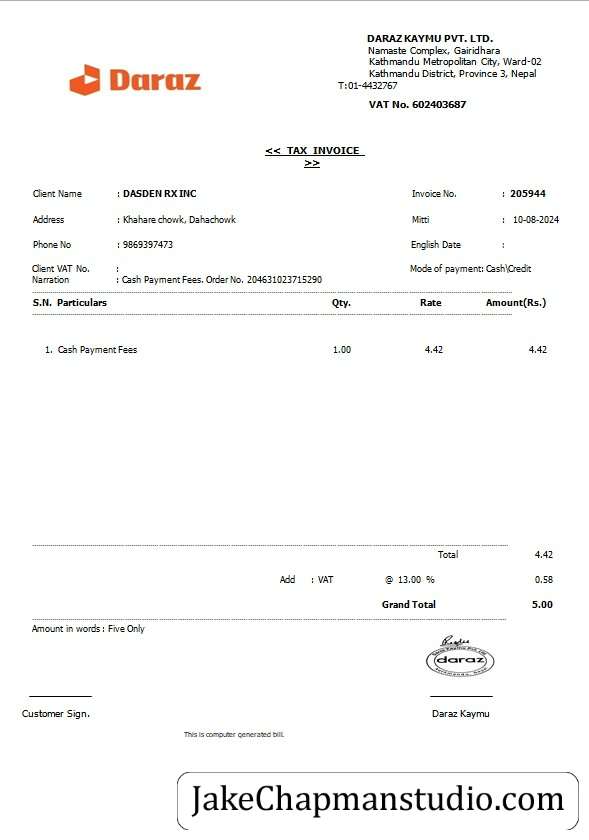 DARAZ KAYMU PVT. LTD.
Namaste Complex, Gairidhara
Kathmandu Metropolitan City, Ward-02
Kathmandu District, Province 3, Nepal
T:01-4432767
VAT No. 602403687
Daraz
<< TAX INVOICE
>>
Client Name : DASDEN RX INC Invoice No. : 205944
Address : Khahare chowk, Dahachowk Mitti : 10-08-2024
Phone No : 9869397473 English Date :
Client VAT No. : Mode of payment: Cash\Credit
Narration : Cash Payment Fees. Order No. 204631023715290
S.N. Particulars Qty. Rate Amount(Rs.)
1. Cash Payment Fees 1.00 4.42 4.42
Total 4.42
Add : VAT @ 13.00 % 0.58
Grand Total 5.00
Amount in words : Five Only
daraz
Customer Sign. Daraz Kaymu
This is computer generated bill.
JakeChapmanstudio.com